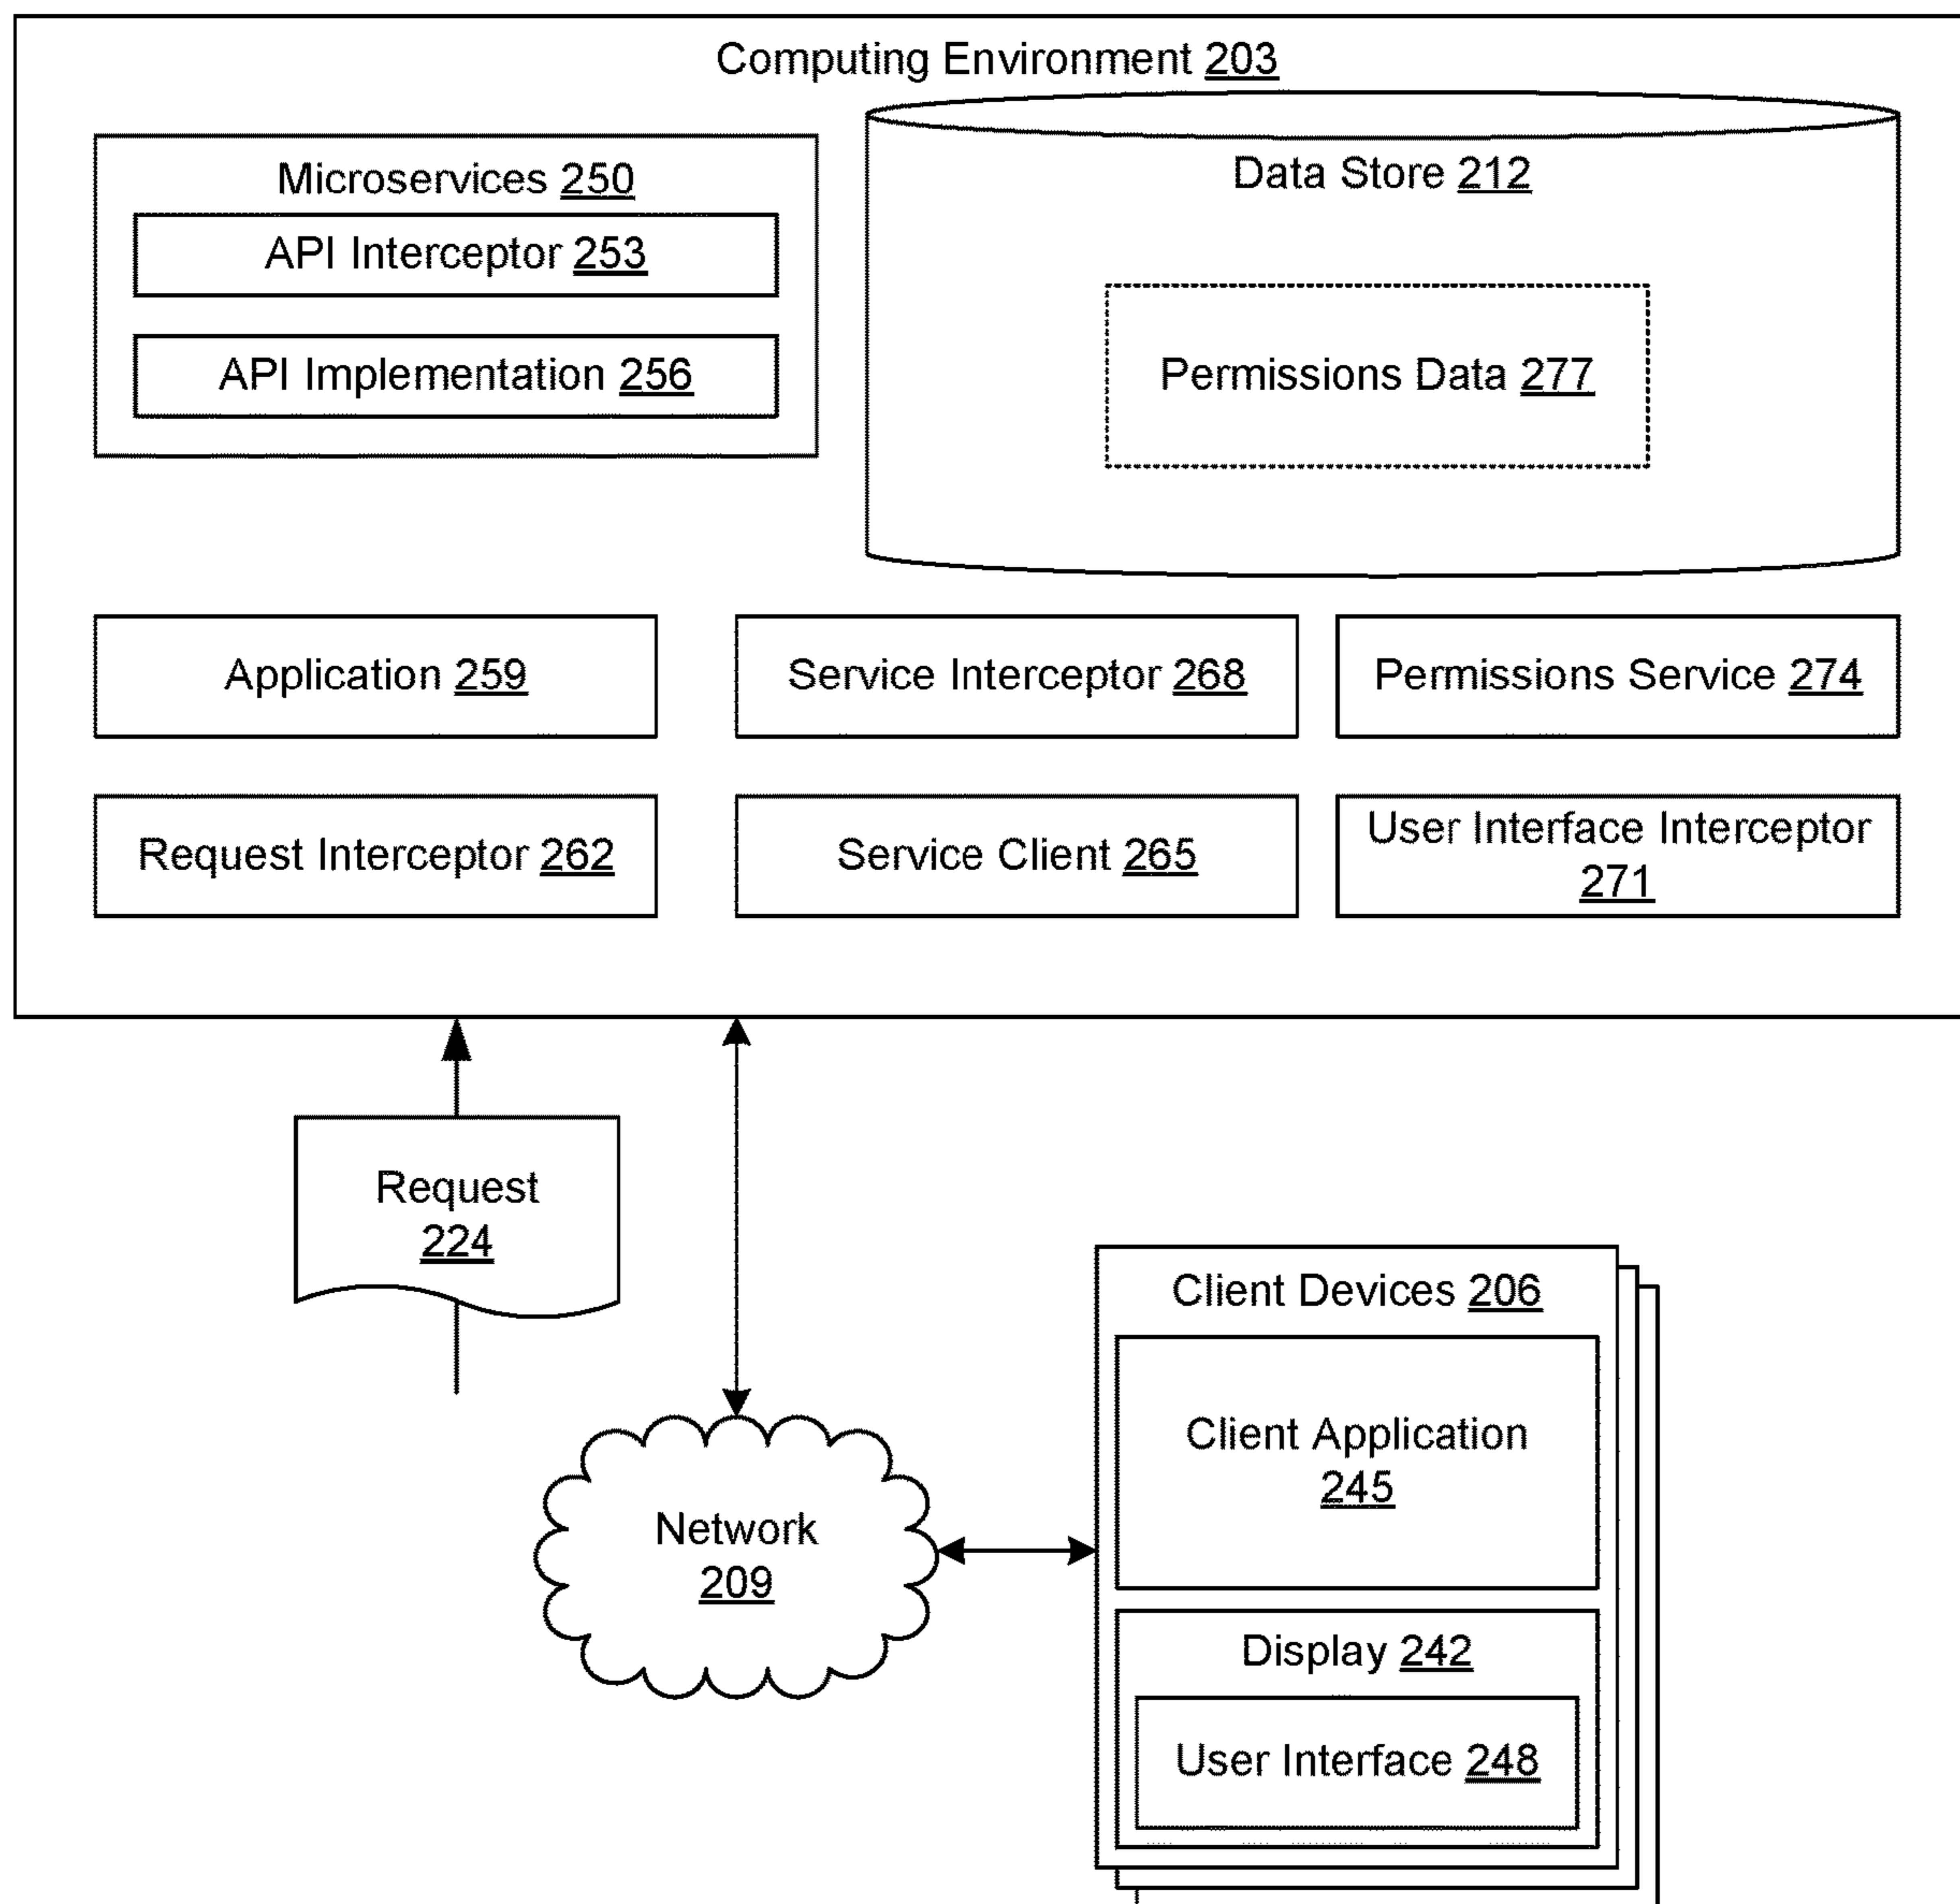 Computing Environment 203
Microservices 250
API Interceptor 253
API Implementation 256
Data Store 212
Permissions Data 277
Application 259
Service Interceptor 268
Permissions Service 274
Request Interceptor 262
Service Client 265
User Interface Interceptor
271
Request
224
Network
209
Client Devices 206
Client Application
245
Display 242
User Interface 248